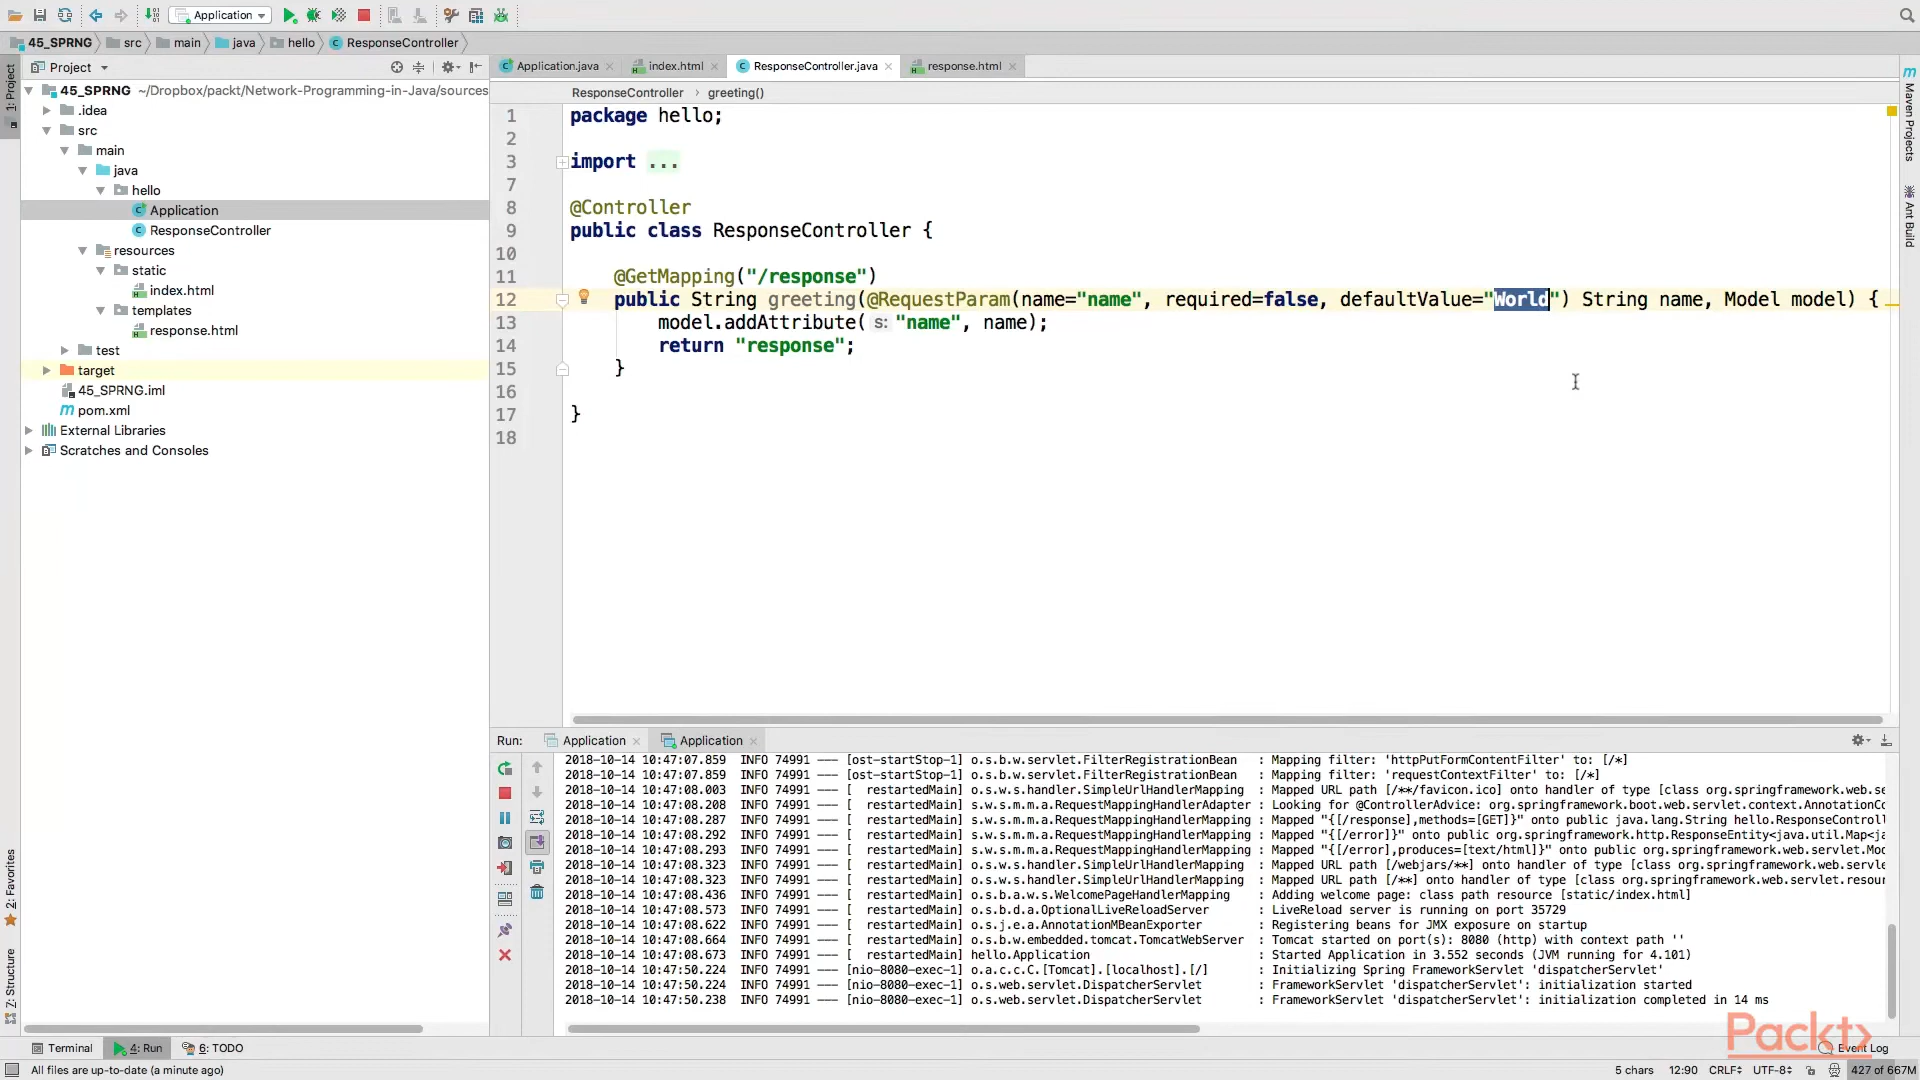 Application
45_SPRNG src main java hello ResponseController
Project
Application.java index.html ResponseController.java response.html
ResponseController greeting()
45_SPRNG ~/Dropbox/packt/Network-Programming-in-Java/sources
.idea
src
main
java
hello
Application
ResponseController
resources
static
index.html
templates
response.html
test
target
45_SPRNG.iml
pom.xml
External Libraries
Scratches and Consoles
1: Project
2: Favorites
Z: Structure
Maven Projects
Ant Build
1 package hello;
2
3 import ...
7
8 @Controller
9 public class ResponseController {
10
11 @GetMapping("/response")
12 public String greeting(@RequestParam(name="name", required=false, defaultValue="World") String name, Model model) {
13 model.addAttribute( s: "name", name);
14 return "response";
15 }
16
17 }
18
Run: Application Application
2018-10-14 10:47:07.859 INFO 74991 --- [ost-startStop-1] o.s.b.w.servlet.FilterRegistrationBean : Mapping filter: 'httpPutFormContentFilter' to: [/*]
2018-10-14 10:47:07.859 INFO 74991 --- [ost-startStop-1] o.s.b.w.servlet.FilterRegistrationBean : Mapping filter: 'requestContextFilter' to: [/*]
2018-10-14 10:47:08.003 INFO 74991 --- [ restartedMain] o.s.w.s.handler.SimpleUrlHandlerMapping : Mapped URL path [/**/favicon.ico] onto handler of type [class org.springframework.web.se
2018-10-14 10:47:08.208 INFO 74991 --- [ restartedMain] s.w.s.m.m.a.RequestMappingHandlerAdapter : Looking for @ControllerAdvice: org.springframework.boot.web.servlet.context.AnnotationCo
2018-10-14 10:47:08.287 INFO 74991 --- [ restartedMain] s.w.s.m.m.a.RequestMappingHandlerMapping : Mapped "{[/response],methods=[GET]}" onto public java.lang.String hello.ResponseControll
2018-10-14 10:47:08.292 INFO 74991 --- [ restartedMain] s.w.s.m.m.a.RequestMappingHandlerMapping : Mapped "{[/error]}" onto public org.springframework.http.ResponseEntity<java.util.Map<ja
2018-10-14 10:47:08.293 INFO 74991 --- [ restartedMain] s.w.s.m.m.a.RequestMappingHandlerMapping : Mapped "{[/error],produces=[text/html]}" onto public org.springframework.web.servlet.Mod
2018-10-14 10:47:08.323 INFO 74991 --- [ restartedMain] o.s.w.s.handler.SimpleUrlHandlerMapping : Mapped URL path [/webjars/**] onto handler of type [class org.springframework.web.servle
2018-10-14 10:47:08.323 INFO 74991 --- [ restartedMain] o.s.w.s.handler.SimpleUrlHandlerMapping : Mapped URL path [/**] onto handler of type [class org.springframework.web.servlet.resour
2018-10-14 10:47:08.436 INFO 74991 --- [ restartedMain] o.s.b.a.w.s.WelcomePageHandlerMapping : Adding welcome page: class path resource [static/index.html]
2018-10-14 10:47:08.573 INFO 74991 --- [ restartedMain] o.s.b.d.a.OptionalLiveReloadServer : LiveReload server is running on port 35729
2018-10-14 10:47:08.622 INFO 74991 --- [ restartedMain] o.s.j.e.a.AnnotationMBeanExporter : Registering beans for JMX exposure on startup
2018-10-14 10:47:08.664 INFO 74991 --- [ restartedMain] o.s.b.w.embedded.tomcat.TomcatWebServer : Tomcat started on port(s): 8080 (http) with context path ''
2018-10-14 10:47:08.673 INFO 74991 --- [ restartedMain] hello.Application : Started Application in 3.552 seconds (JVM running for 4.101)
2018-10-14 10:47:50.224 INFO 74991 --- [nio-8080-exec-1] o.a.c.c.C.[Tomcat].[localhost].[/] : Initializing Spring FrameworkServlet 'dispatcherServlet'
2018-10-14 10:47:50.224 INFO 74991 --- [nio-8080-exec-1] o.s.web.servlet.DispatcherServlet : FrameworkServlet 'dispatcherServlet': initialization started
2018-10-14 10:47:50.238 INFO 74991 --- [nio-8080-exec-1] o.s.web.servlet.DispatcherServlet : FrameworkServlet 'dispatcherServlet': initialization completed in 14 ms
Packt>
Terminal 4: Run 6: TODO Event Log
All files are up-to-date (a minute ago) 5 chars 12:90 CRLF UTF-8 427 of 667M